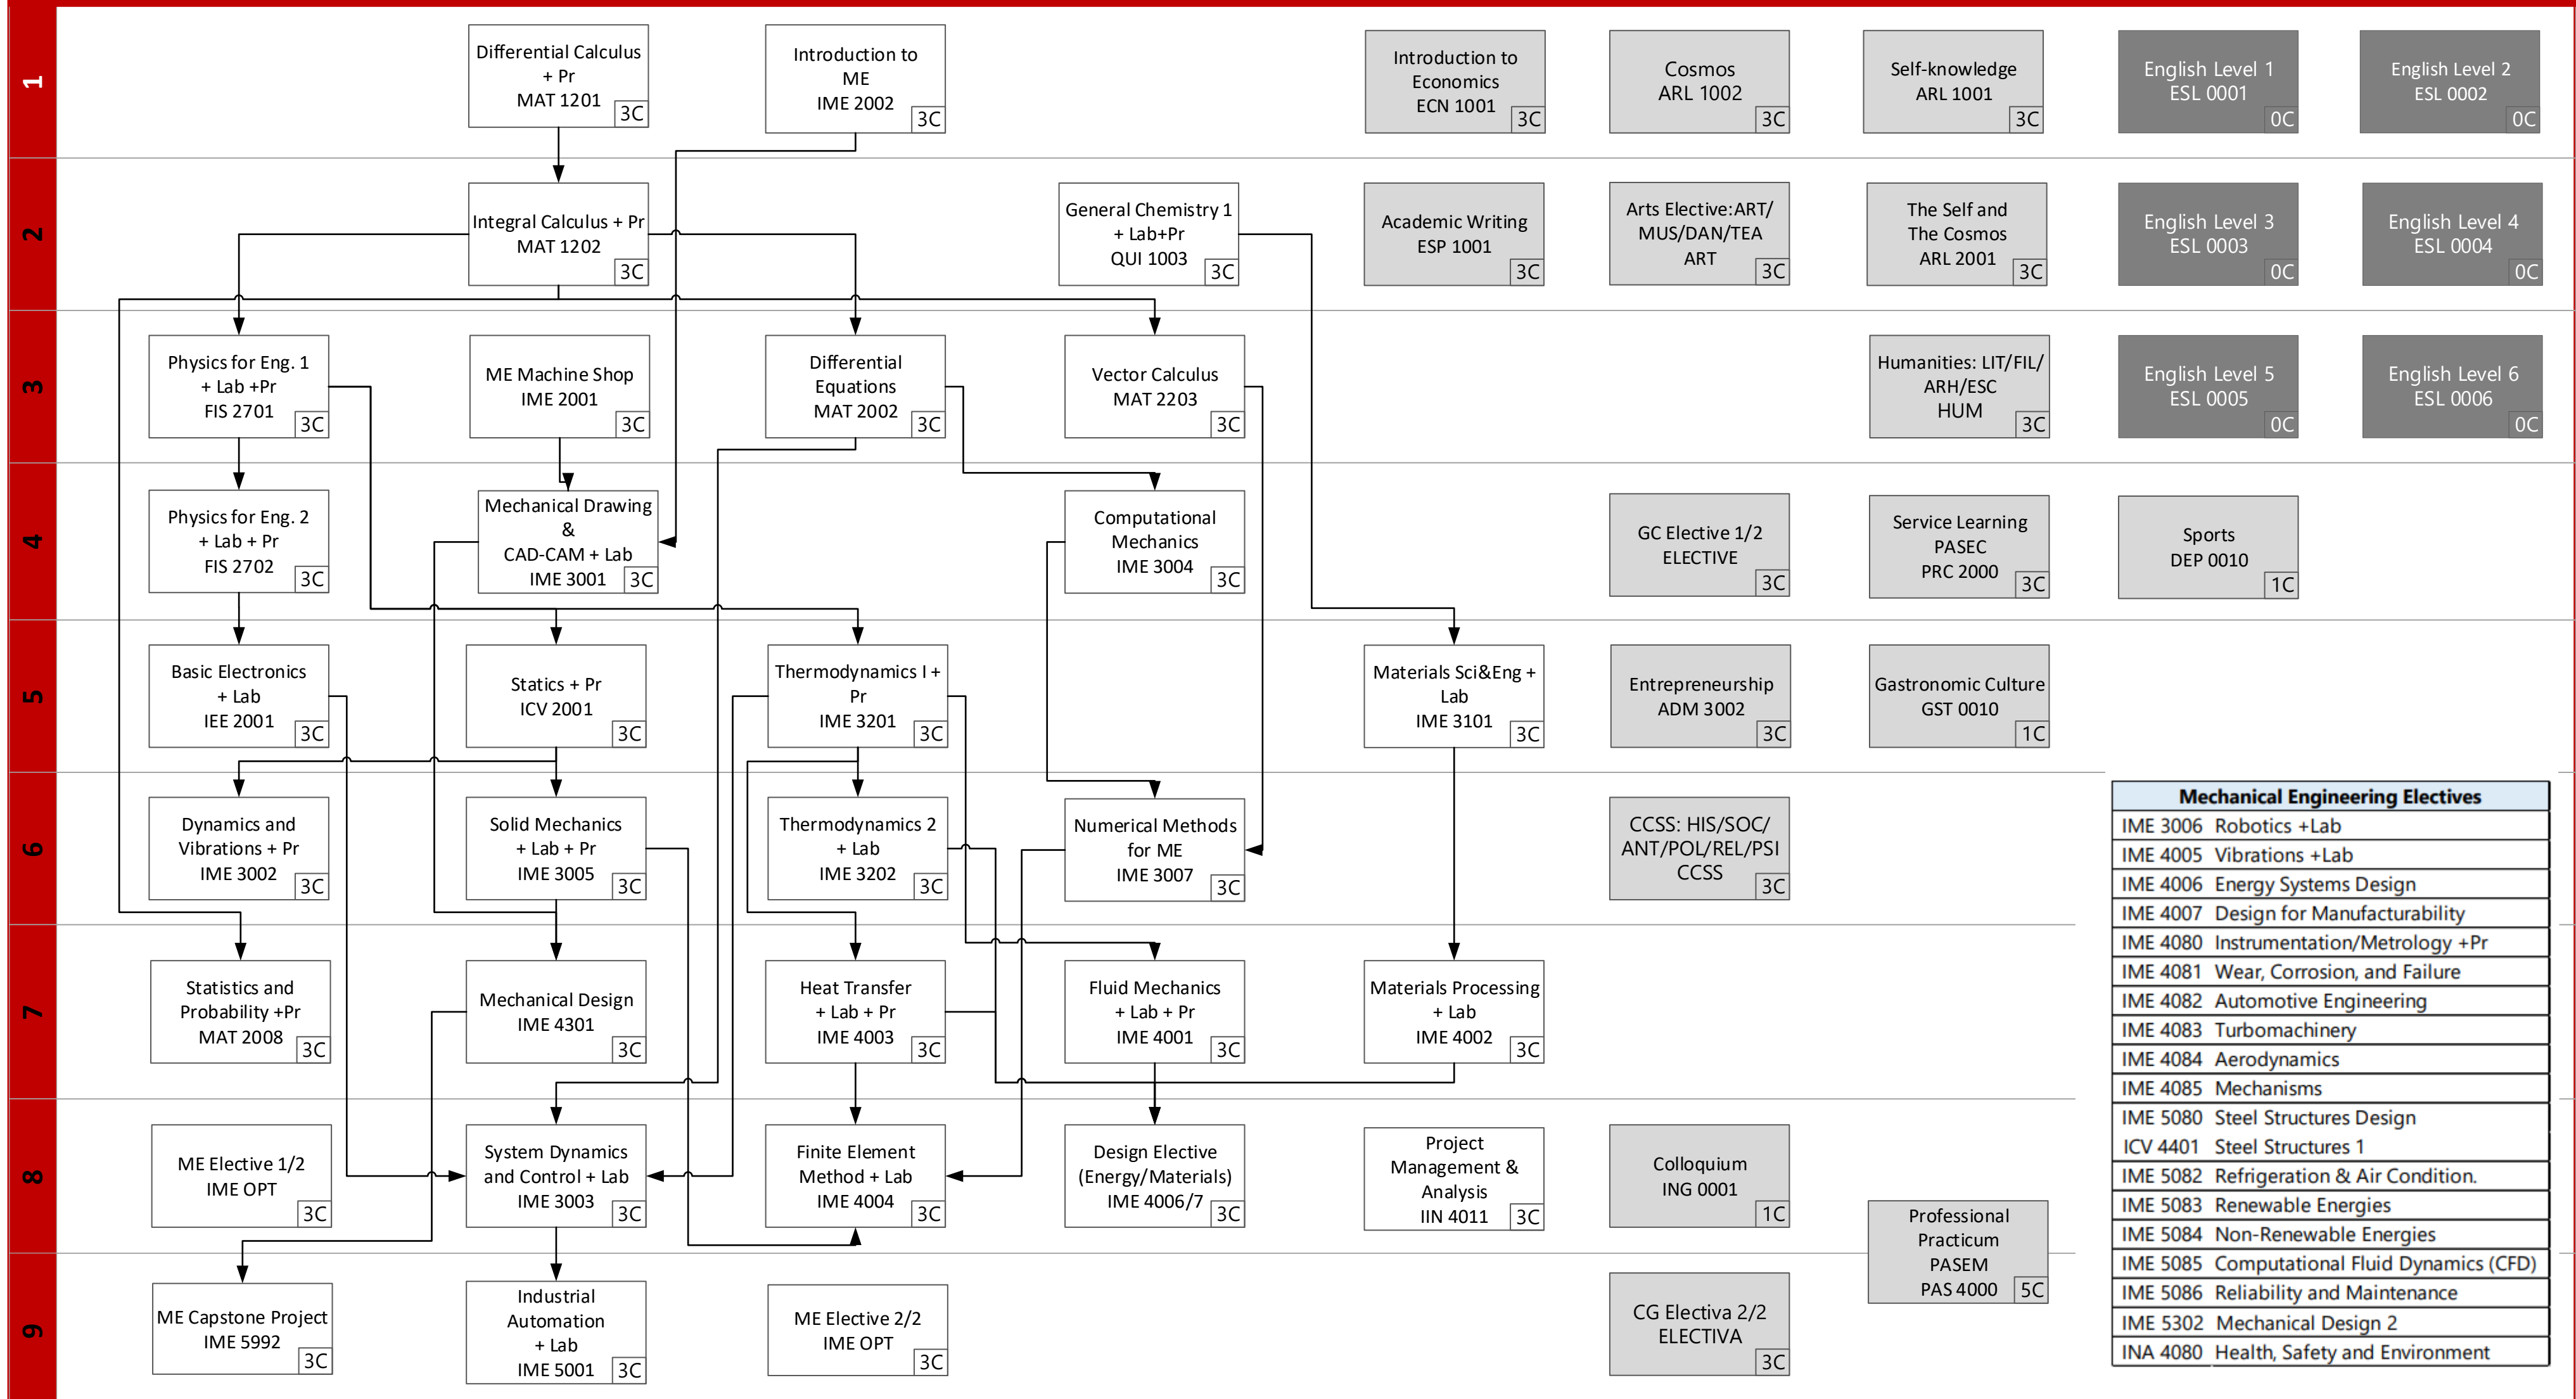 1
Differential Calculus
+ Pr
MAT 1201
3C
Introduction to
ME
IME 2002
3C
Introduction to
Economics
ECN 1001
3C
Cosmos
ARL 1002
3C
Self-knowledge
ARL 1001
3C
English Level 1
ESL 0001
0C
English Level 2
ESL 0002
0C
2
Integral Calculus + Pr
MAT 1202
3C
General Chemistry 1
+ Lab+Pr
QUI 1003
3C
Academic Writing
ESP 1001
3C
Arts Elective:ART/
MUS/DAN/TEA
ART
3C
The Self and
The Cosmos
ARL 2001
3C
English Level 3
ESL 0003
0C
English Level 4
ESL 0004
0C
3
Physics for Eng. 1
+ Lab +Pr
FIS 2701
3C
ME Machine Shop
IME 2001
3C
Differential
Equations
MAT 2002
3C
Vector Calculus
MAT 2203
3C
Humanities: LIT/FIL/
ARH/ESC
HUM
3C
English Level 5
ESL 0005
0C
English Level 6
ESL 0006
0C
4
Physics for Eng. 2
+ Lab + Pr
FIS 2702
3C
Mechanical Drawing
&
CAD-CAM + Lab
IME 3001
3C
Computational
Mechanics
IME 3004
3C
GC Elective 1/2
ELECTIVE
3C
Service Learning
PASEC
PRC 2000
3C
Sports
DEP 0010
1C
5
Basic Electronics
+ Lab
IEE 2001
3C
Statics + Pr
ICV 2001
3C
Thermodynamics I +
Pr
IME 3201
3C
Materials Sci&Eng +
Lab
IME 3101
3C
Entrepreneurship
ADM 3002
3C
Gastronomic Culture
GST 0010
1C
6
Dynamics and
Vibrations + Pr
IME 3002
3C
Solid Mechanics
+ Lab + Pr
IME 3005
3C
Thermodynamics 2
+ Lab
IME 3202
3C
Numerical Methods
for ME
IME 3007
3C
CCSS: HIS/SOC/
ANT/POL/REL/PSI
CCSS
3C
7
Statistics and
Probability +Pr
MAT 2008
3C
Mechanical Design
IME 4301
3C
Heat Transfer
+ Lab + Pr
IME 4003
3C
Fluid Mechanics
+ Lab + Pr
IME 4001
3C
Materials Processing
+ Lab
IME 4002
3C
8
ME Elective 1/2
IME OPT
3C
System Dynamics
and Control + Lab
IME 3003
3C
Finite Element
Method + Lab
IME 4004
3C
Design Elective
(Energy/Materials)
IME 4006/7
3C
Project
Management &
Analysis
IIN 4011
3C
Colloquium
ING 0001
1C
Professional
Practicum
PASEM
PAS 4000
5C
9
ME Capstone Project
IME 5992
3C
Industrial
Automation
+ Lab
IME 5001
3C
ME Elective 2/2
IME OPT
3C
CG Electiva 2/2
ELECTIVA
3C
Mechanical Engineering Electives
IME 3006 Robotics +Lab
IME 4005 Vibrations +Lab
IME 4006 Energy Systems Design
IME 4007 Design for Manufacturability
IME 4080 Instrumentation/Metrology +Pr
IME 4081 Wear, Corrosion, and Failure
IME 4082 Automotive Engineering
IME 4083 Turbomachinery
IME 4084 Aerodynamics
IME 4085 Mechanisms
IME 5080 Steel Structures Design
ICV 4401 Steel Structures 1
IME 5082 Refrigeration & Air Condition.
IME 5083 Renewable Energies
IME 5084 Non-Renewable Energies
IME 5085 Computational Fluid Dynamics (CFD)
IME 5086 Reliability and Maintenance
IME 5302 Mechanical Design 2
INA 4080 Health, Safety and Environment